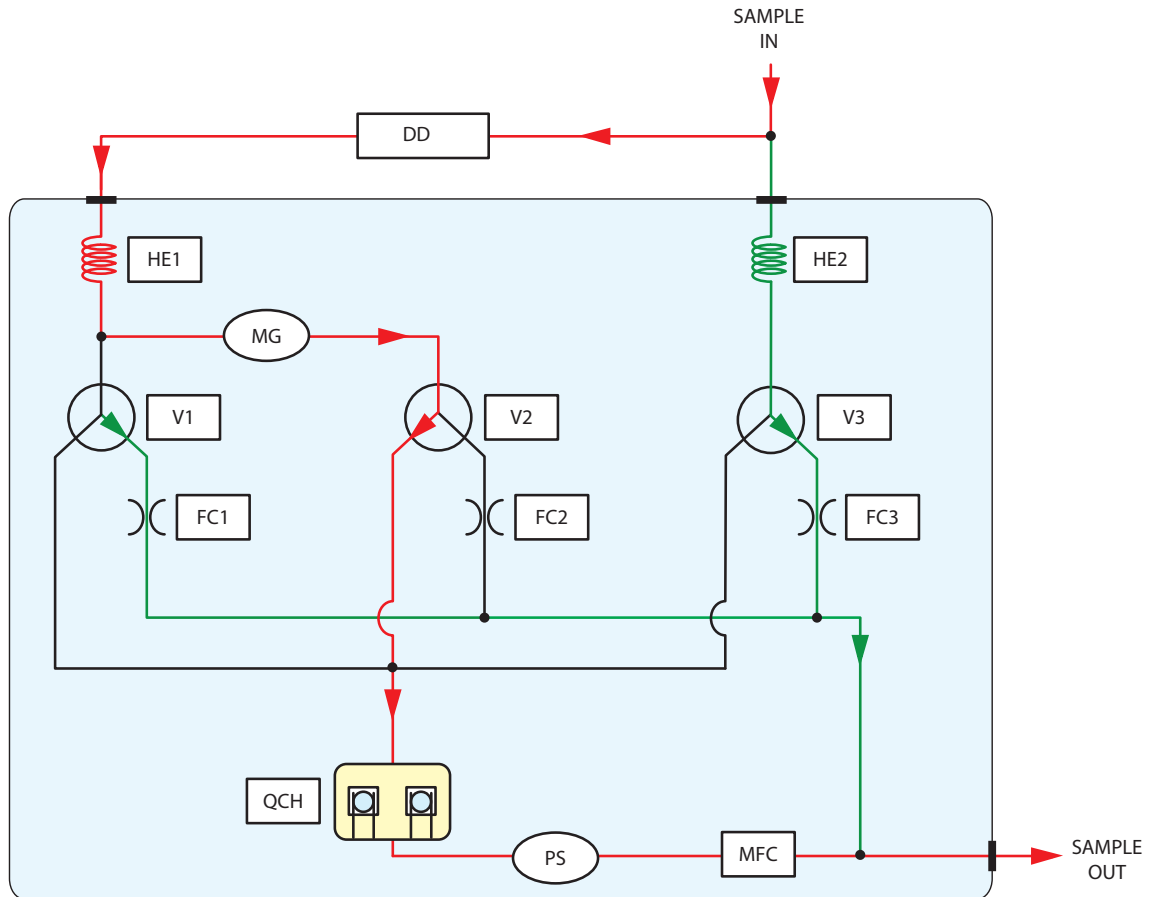 SAMPLE
IN
DD
HE1
HE2
MG
V1
V2
V3
FC1
FC2
FC3
QCH
PS
MFC
SAMPLE
OUT